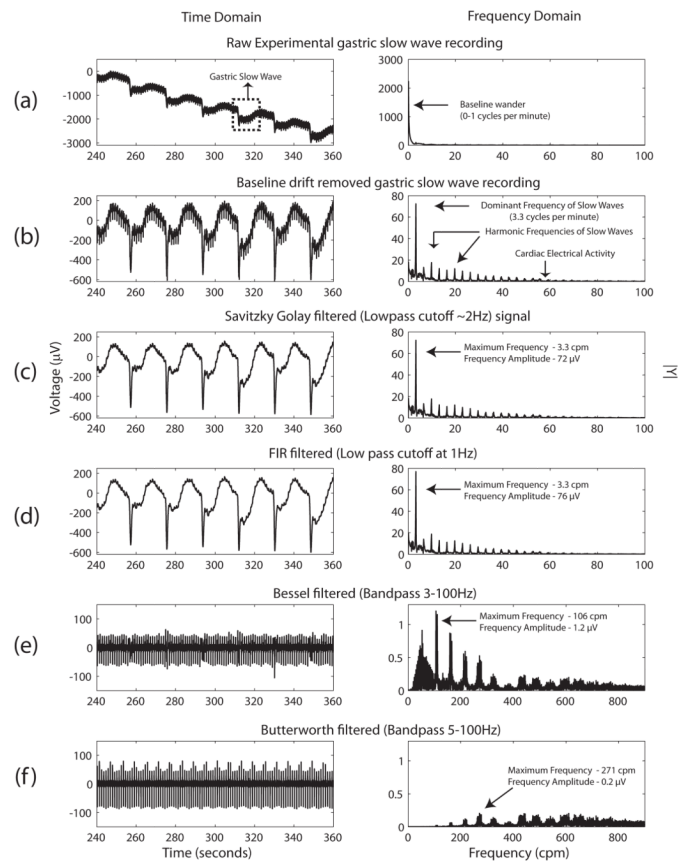 Time Domain
Frequency Domain
Raw Experimental gastric slow wave recording
(a)
0
-1000
-2000
-3000
Gastric Slow Wave
240 260 280 300 320 340 360
3000
2000
1000
0
Baseline wander
(0-1 cycles per minute)
0 20 40 60 80 100
Baseline drift removed gastric slow wave recording
(b)
200
0
-200
-400
-600
240 260 280 300 320 340 360
80
60
40
20
0
Dominant Frequency of Slow Waves
(3.3 cycles per minute)
Harmonic Frequencies of Slow Waves
Cardiac Electrical Activity
0 20 40 60 80 100
Savitzky Golay filtered (Lowpass cutoff ~2Hz) signal
(c)
Voltage (μV)
200
0
-200
-400
-600
240 260 280 300 320 340 360
80
60
40
20
0
Maximum Frequency - 3.3 cpm
Frequency Amplitude - 72 μV
|Y|
0 20 40 60 80 100
FIR filtered (Low pass cutoff at 1Hz)
(d)
200
0
-200
-400
-600
240 260 280 300 320 340 360
80
60
40
20
0
Maximum Frequency - 3.3 cpm
Frequency Amplitude - 76 μV
0 20 40 60 80 100
Bessel filtered (Bandpass 3-100Hz)
(e)
100
0
-100
240 260 280 300 320 340 360
1
0.5
0
Maximum Frequency - 106 cpm
Frequency Amplitude - 1.2 μV
0 200 400 600 800
Butterworth filtered (Bandpass 5-100Hz)
(f)
100
0
-100
240 260 280 300 320 340 360
Time (seconds)
1
0.5
0
Maximum Frequency - 271 cpm
Frequency Amplitude - 0.2 μV
0 200 400 600 800
Frequency (cpm)